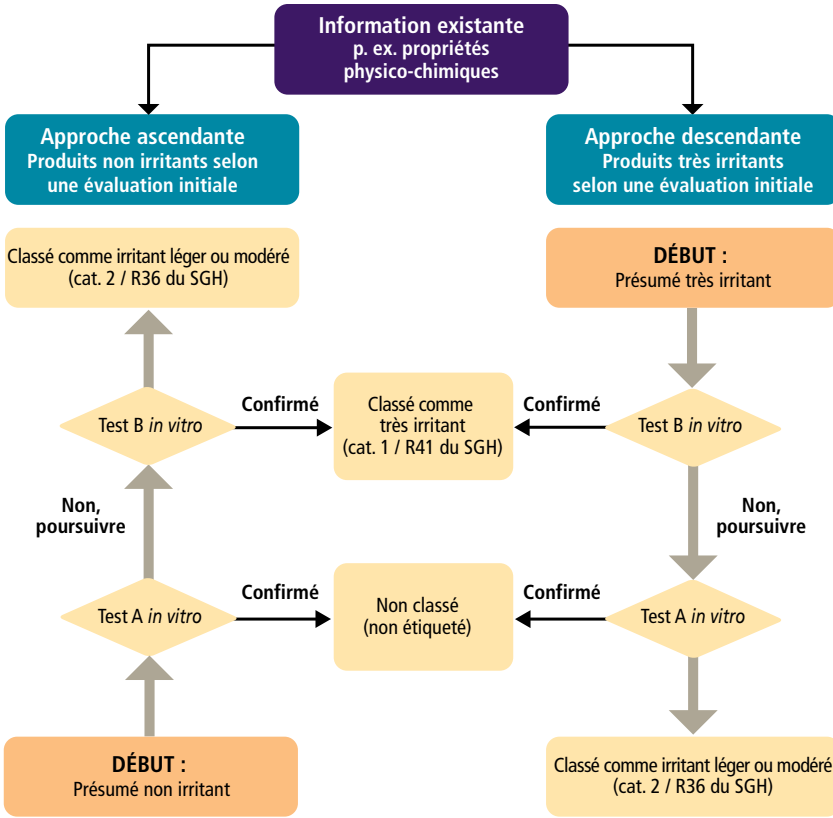 Information existante
p. ex. propriétés
physico-chimiques
Approche ascendante
Produits non irritants selon
une évaluation initiale
Approche descendante
Produits très irritants
selon une évaluation initiale
Classé comme irritant léger ou modéré
(cat. 2 / R36 du SGH)
DÉBUT :
Présumé très irritant
Test B in vitro
Confirmé
Classé comme
très irritant
(cat. 1 / R41 du SGH)
Confirmé
Test B in vitro
Non,
poursuivre
Non,
poursuivre
Test A in vitro
Confirmé
Non classé
(non étiqueté)
Confirmé
Test A in vitro
DÉBUT :
Présumé non irritant
Classé comme irritant léger ou modéré
(cat. 2 / R36 du SGH)